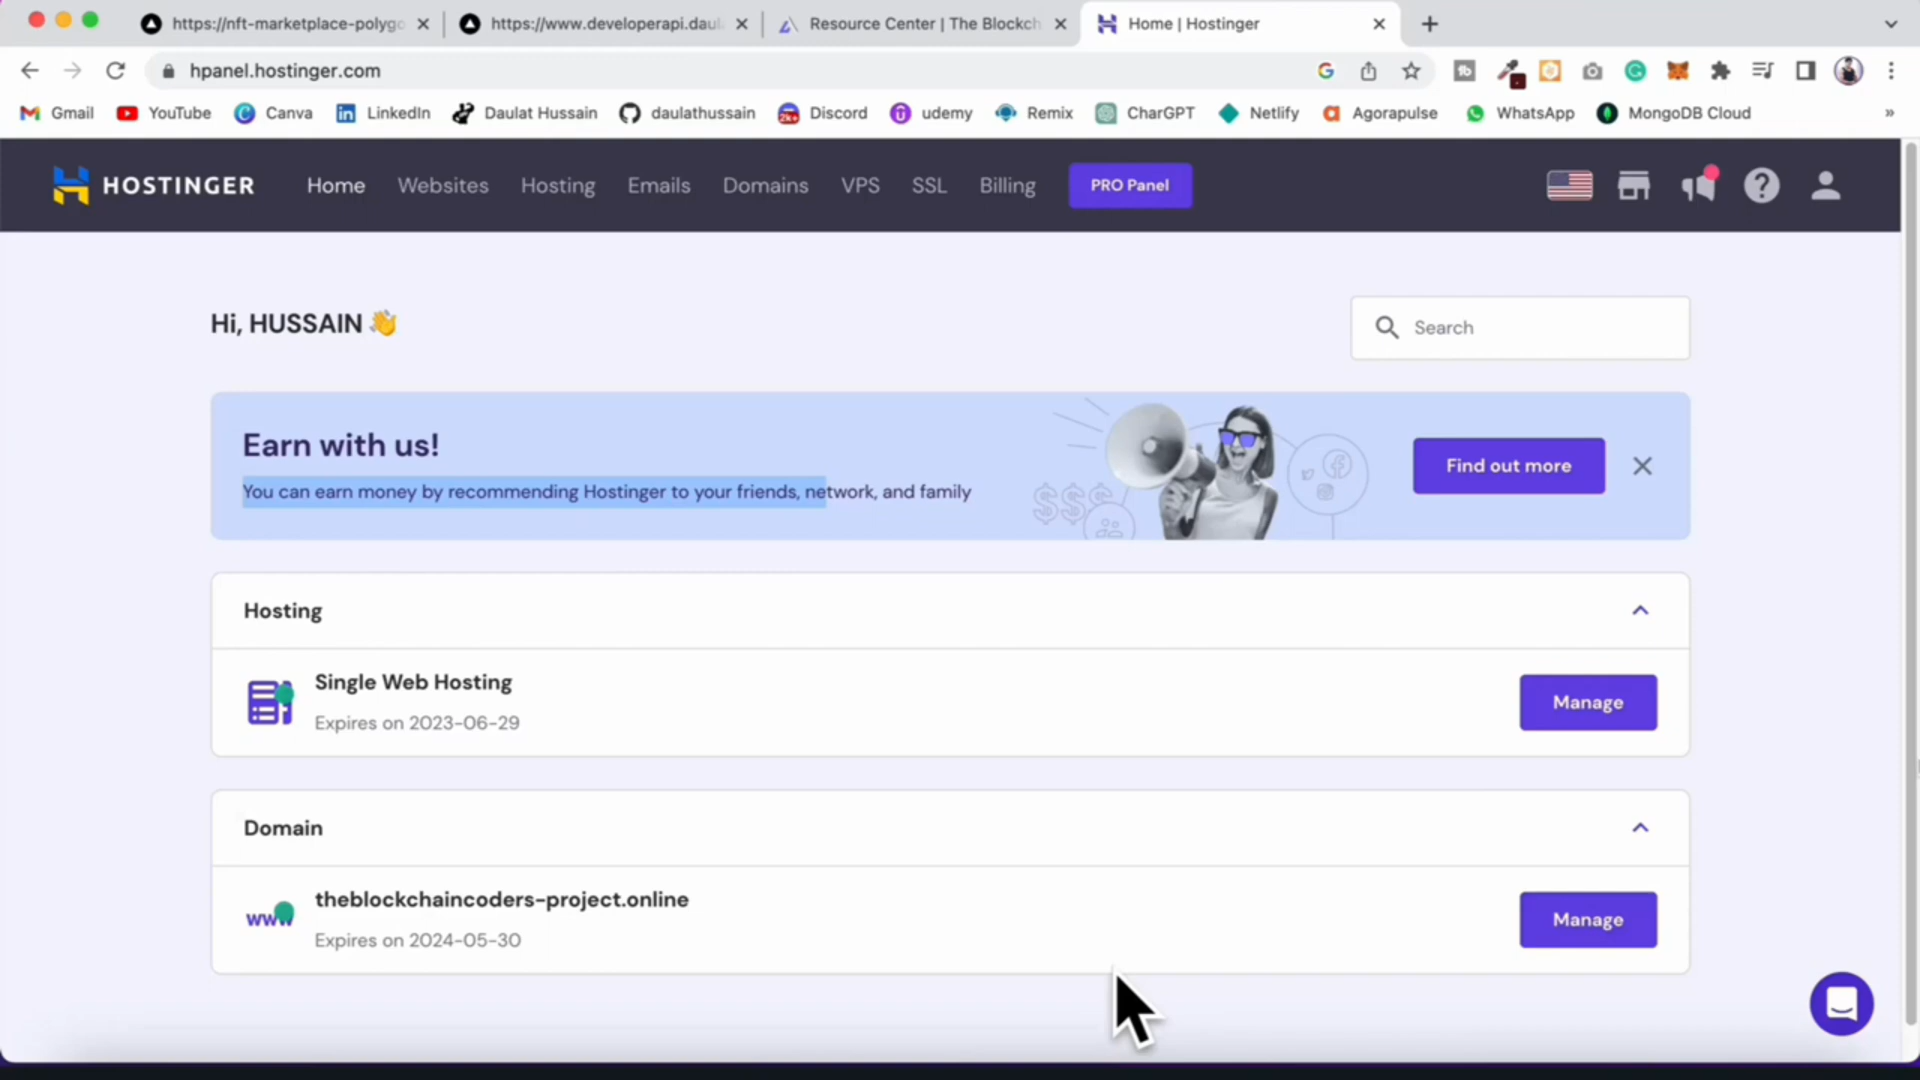 https://nft-marketplace-polygo
https://www.developerapi.daul
Resource Center | The Blockch
Home | Hostinger
hpanel.hostinger.com
Gmail
YouTube
Canva
LinkedIn
Daulat Hussain
daulathussain
Discord
udemy
Remix
CharGPT
Netlify
Agorapulse
WhatsApp
MongoDB Cloud
»
HOSTINGER
Home
Websites
Hosting
Emails
Domains
VPS
SSL
Billing
PRO Panel
Hi, HUSSAIN 👋
Search
Earn with us!
You can earn money by recommending Hostinger to your friends, network, and family
$$$
Find out more
Hosting
Single Web Hosting
Expires on 2023-06-29
Manage
Domain
www
theblockchaincoders-project.online
Expires on 2024-05-30
Manage